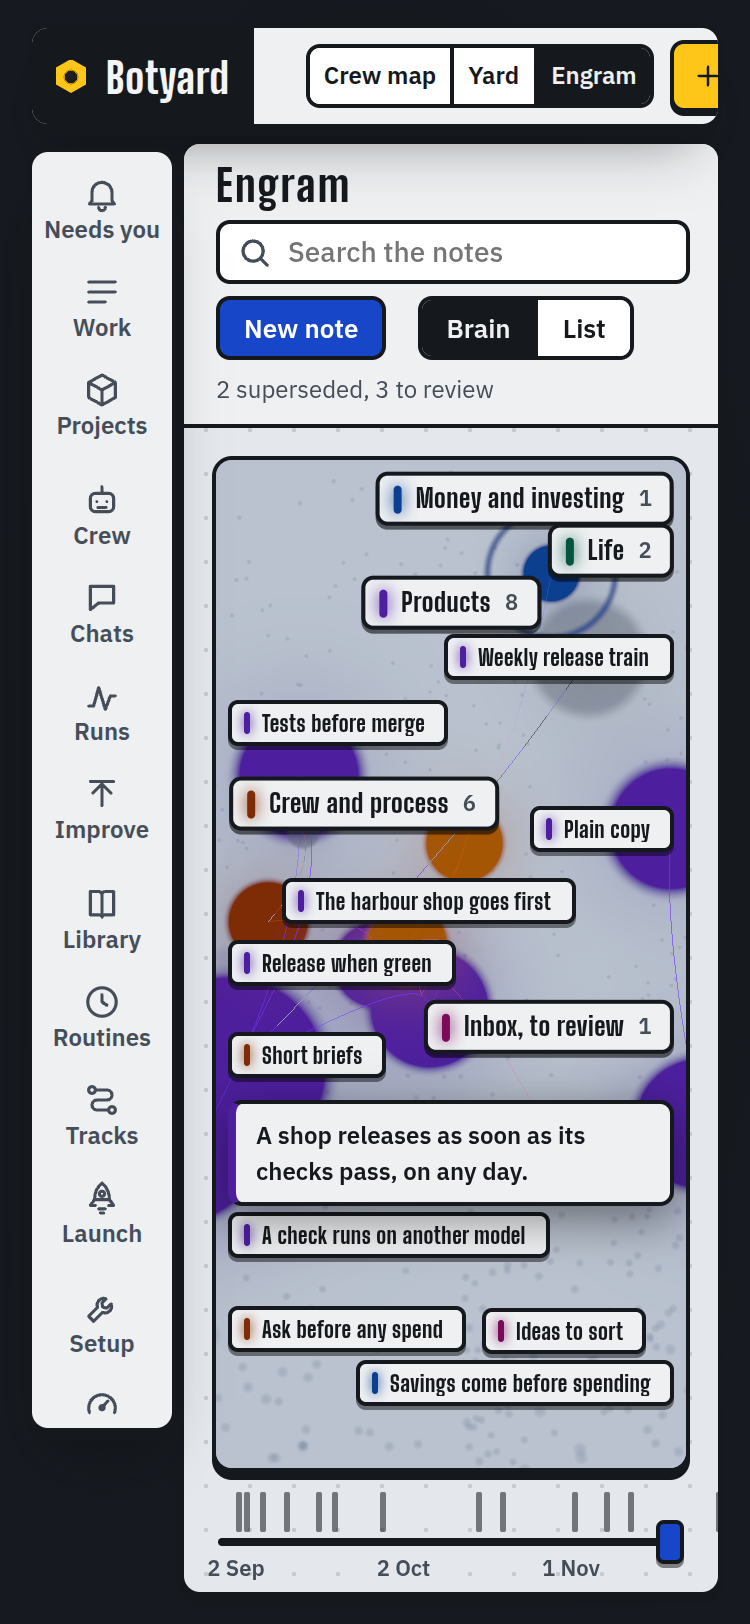 Botyard
Crew map
Yard
Engram
Needs you
Work
Projects
Crew
Chats
Runs
Improve
Library
Routines
Tracks
Launch
Setup
Engram
Search the notes
New note
Brain
List
2 superseded, 3 to review
Money and investing 1
Life 2
Products 8
Weekly release train
Tests before merge
Crew and process 6
Plain copy
The harbour shop goes first
Release when green
Inbox, to review 1
Short briefs
A shop releases as soon as its
checks pass, on any day.
A check runs on another model
Ask before any spend
Ideas to sort
Savings come before spending
2 Sep
2 Oct
1 Nov